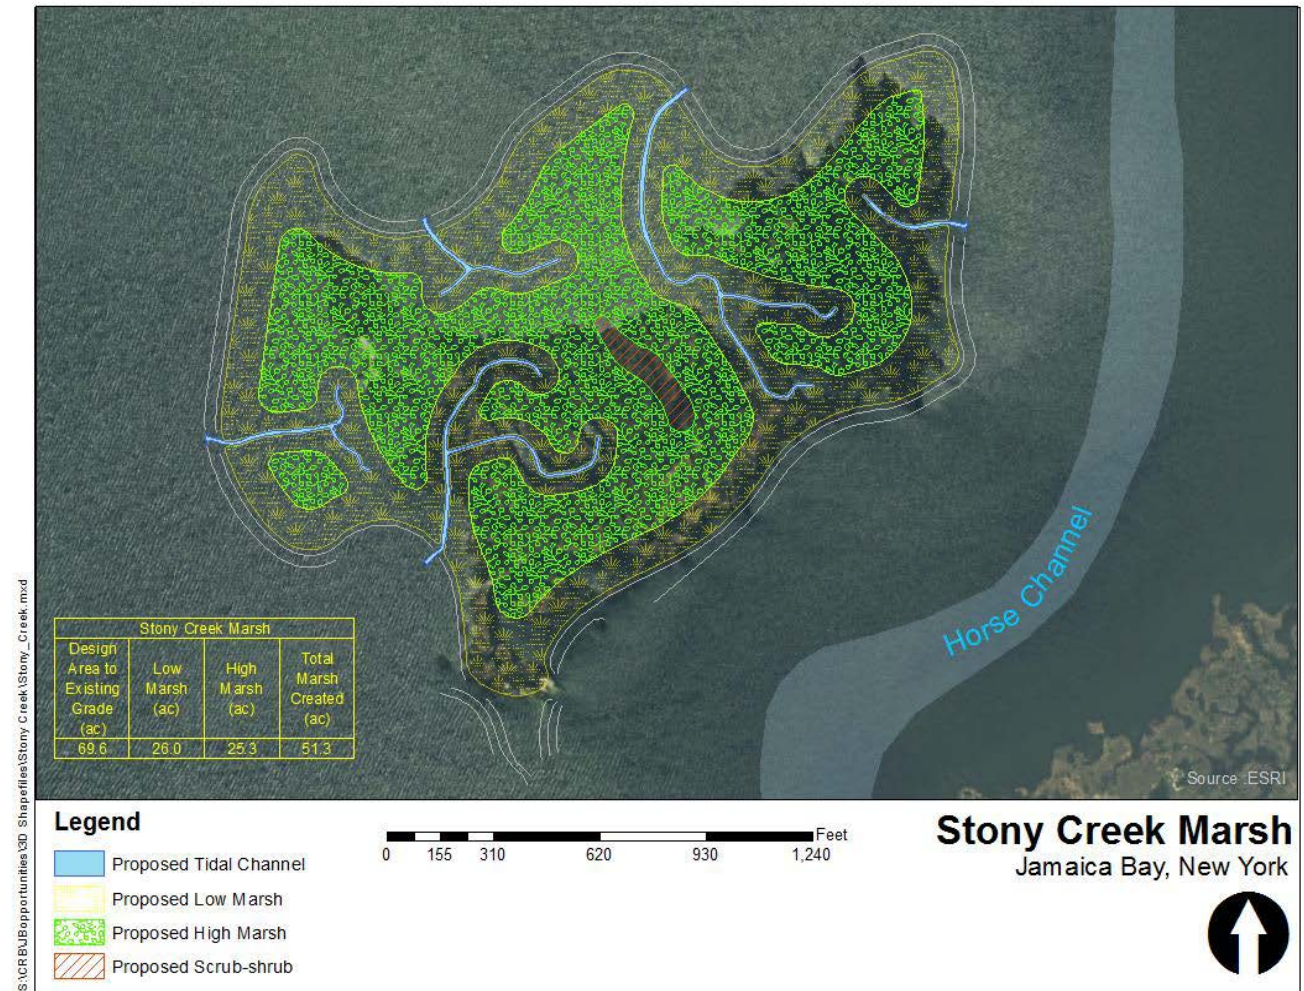 Horse Channel
Stony Creek Marsh
Design
Area to
Existing
Grade
(ac)
Low
Marsh
(ac)
High
Marsh
(ac)
Total
Marsh
Created
(ac)
69.6 26.0 25.3 51.3
Source :ESRI
S:\CRB\JBopportunities\3D Shapefiles\Stony Creek\Stony_Creek.mxd
Legend
Proposed Tidal Channel
Proposed Low Marsh
Proposed High Marsh
Proposed Scrub-shrub
Feet
0 155 310 620 930 1,240
Stony Creek Marsh
Jamaica Bay, New York